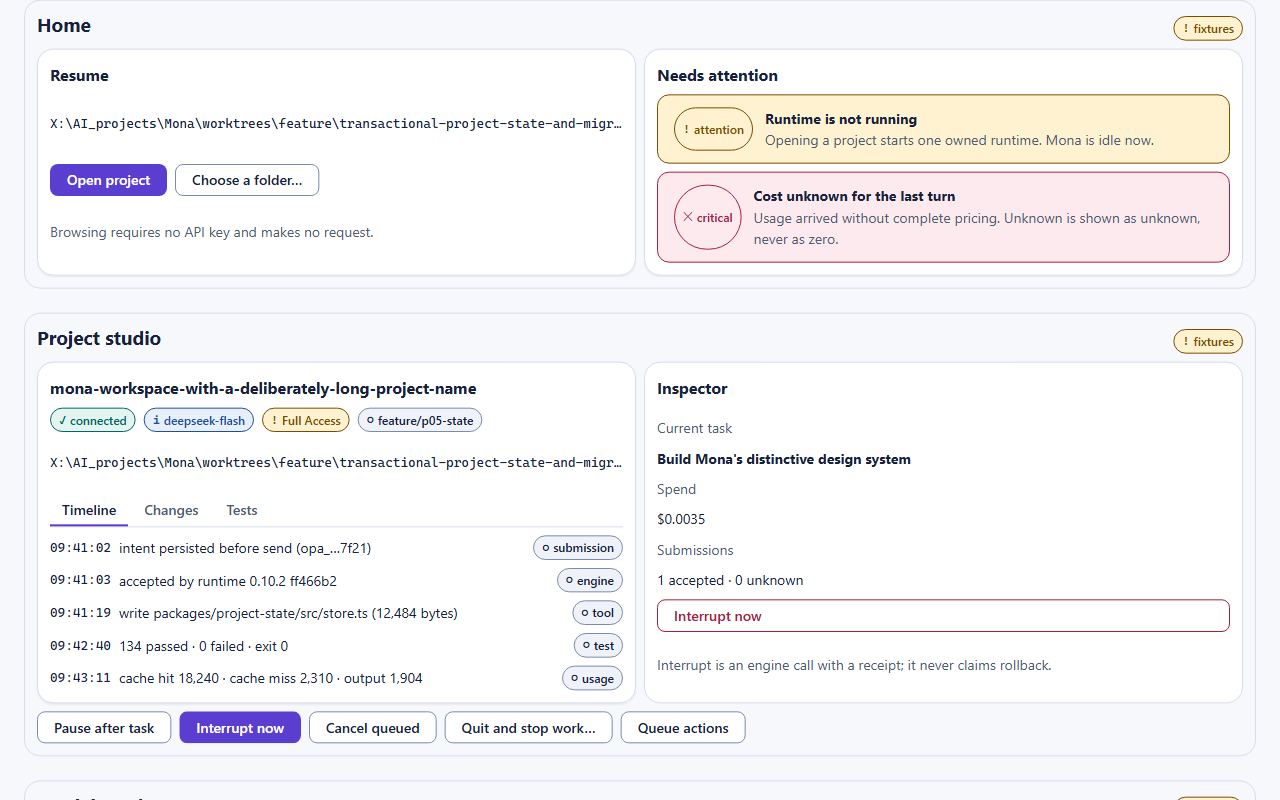 Home
! fixtures
Resume
X:\AI_projects\Mona\worktrees\feature\transactional-project-state-and-migr…
Open project
Choose a folder…
Browsing requires no API key and makes no request.
Needs attention
! attention
Runtime is not running
Opening a project starts one owned runtime. Mona is idle now.
× critical
Cost unknown for the last turn
Usage arrived without complete pricing. Unknown is shown as unknown,
never as zero.
Project studio
! fixtures
mona-workspace-with-a-deliberately-long-project-name
✓ connected
i deepseek-flash
! Full Access
feature/p05-state
X:\AI_projects\Mona\worktrees\feature\transactional-project-state-and-migr…
Timeline
Changes
Tests
09:41:02 intent persisted before send (opa_…7f21) submission
09:41:03 accepted by runtime 0.10.2 ff466b2 engine
09:41:19 write packages/project-state/src/store.ts (12,484 bytes) tool
09:42:40 134 passed · 0 failed · exit 0 test
09:43:11 cache hit 18,240 · cache miss 2,310 · output 1,904 usage
Inspector
Current task
Build Mona's distinctive design system
Spend
$0.0035
Submissions
1 accepted · 0 unknown
Interrupt now
Interrupt is an engine call with a receipt; it never claims rollback.
Pause after task
Interrupt now
Cancel queued
Quit and stop work…
Queue actions